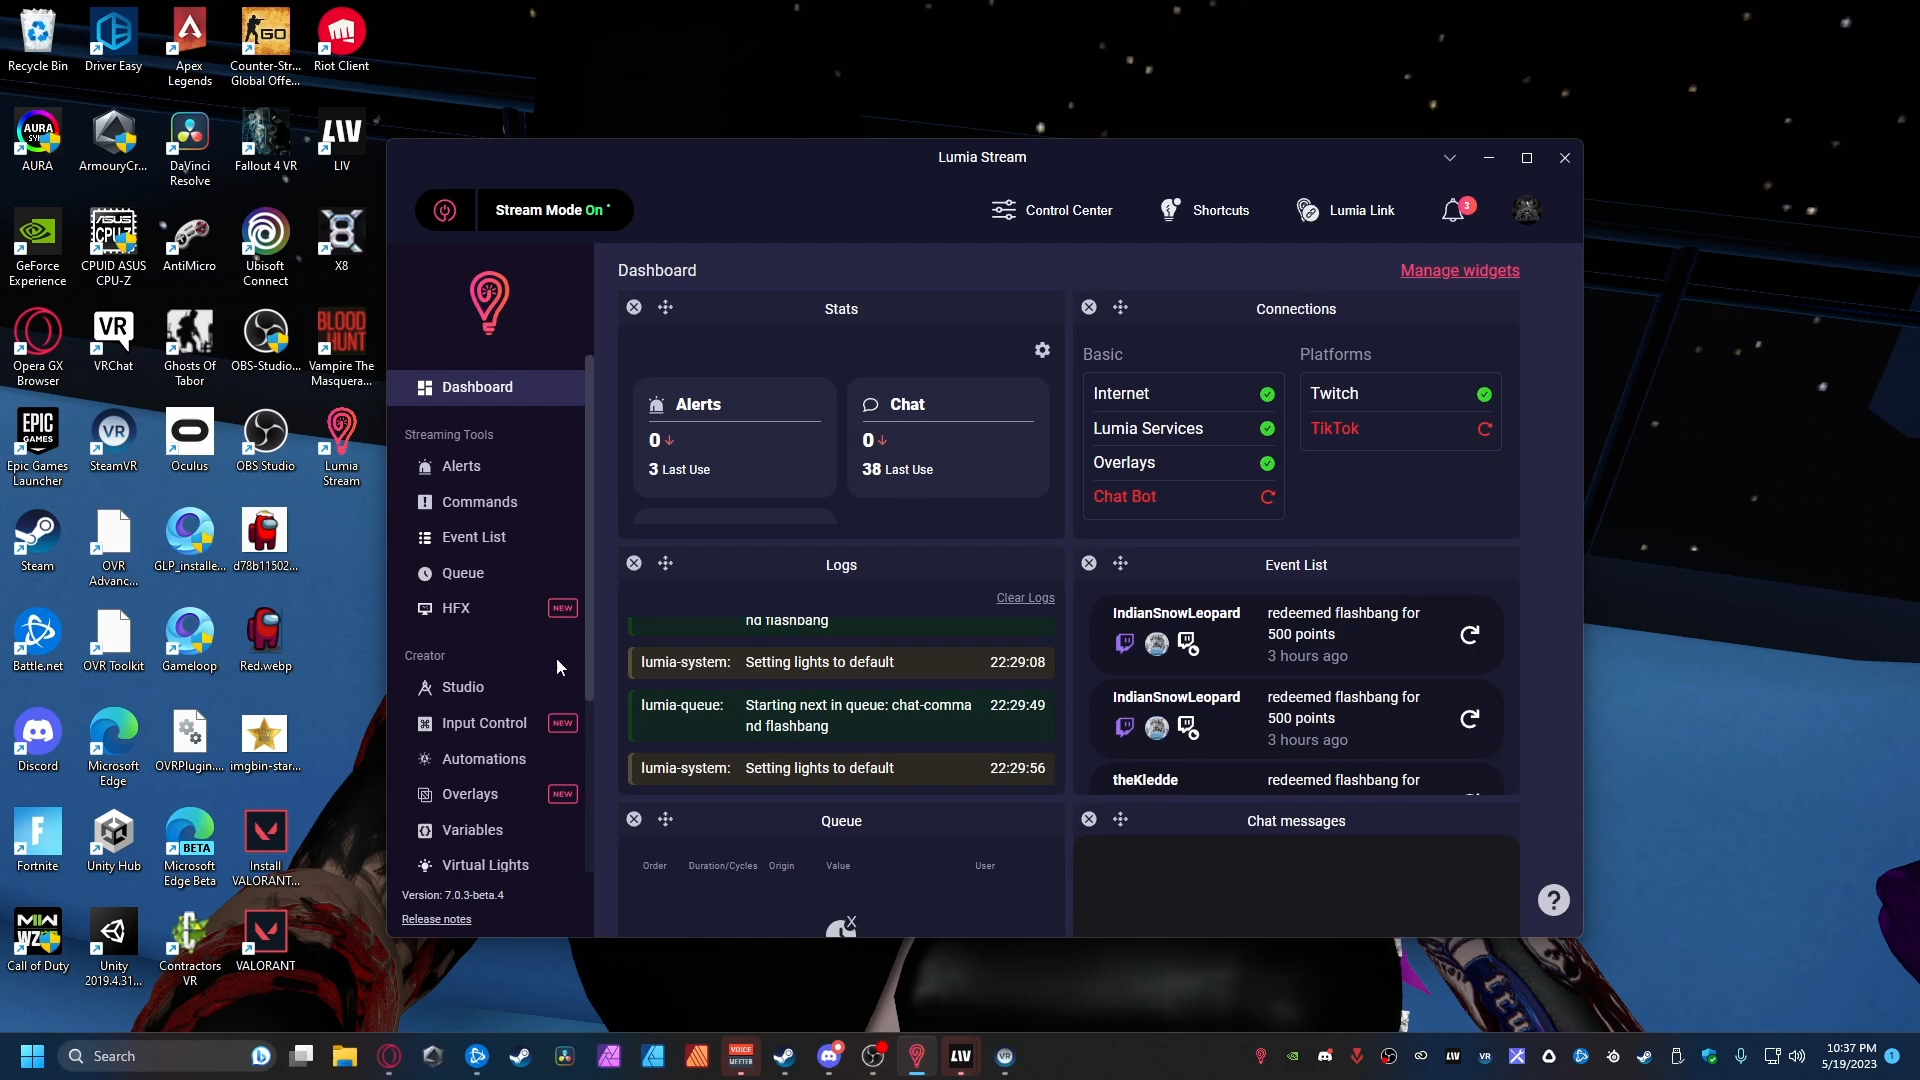 Recycle Bin
Driver Easy
Apex
Legends
Counter-Str...
Global Offe...
Riot Client
AURA
ArmouryCr...
DaVinci
Resolve
Fallout 4 VR
LIV
GeForce
Experience
CPUID ASUS
CPU-Z
AntiMicro
Ubisoft
Connect
X8
Opera GX
Browser
VRChat
Ghosts Of
Tabor
OBS-Studio...
Vampire The
Masquera...
Epic Games
Launcher
SteamVR
Oculus
OBS Studio
Lumia
Stream
Steam
OVR
Advanc...
GLP_installe...
d78b11502...
Battle.net
OVR Toolkit
Gameloop
Red.webp
Discord
Microsoft
Edge
OVRPlugin....
imgbin-star...
Fortnite
Unity Hub
Microsoft
Edge Beta
Install
VALORANT...
Call of Duty
Unity
2019.4.31...
Contractors
VR
VALORANT
Lumia Stream
Stream Mode On
Control Center
Shortcuts
Lumia Link
3
Dashboard
Streaming Tools
Alerts
Commands
Event List
Queue
HFX NEW
Creator
Studio
Input Control NEW
Automations
Overlays NEW
Variables
Virtual Lights
Version: 7.0.3-beta.4
Release notes
Dashboard
Manage widgets
Stats
Alerts
0
3 Last Use
Chat
0
38 Last Use
Connections
Basic
Internet
Lumia Services
Overlays
Chat Bot
Platforms
Twitch
TikTok
Logs
Clear Logs
nd flashbang
lumia-system: Setting lights to default 22:29:08
lumia-queue: Starting next in queue: chat-comma 22:29:49
nd flashbang
lumia-system: Setting lights to default 22:29:56
Event List
IndianSnowLeopard redeemed flashbang for
500 points
3 hours ago
IndianSnowLeopard redeemed flashbang for
500 points
3 hours ago
theKledde redeemed flashbang for
Queue
Order Duration/Cycles Origin Value User
Chat messages
?
Search
VOICE
MEETER
LIV
VR
LIV
VR
10:37 PM
5/19/2023
1